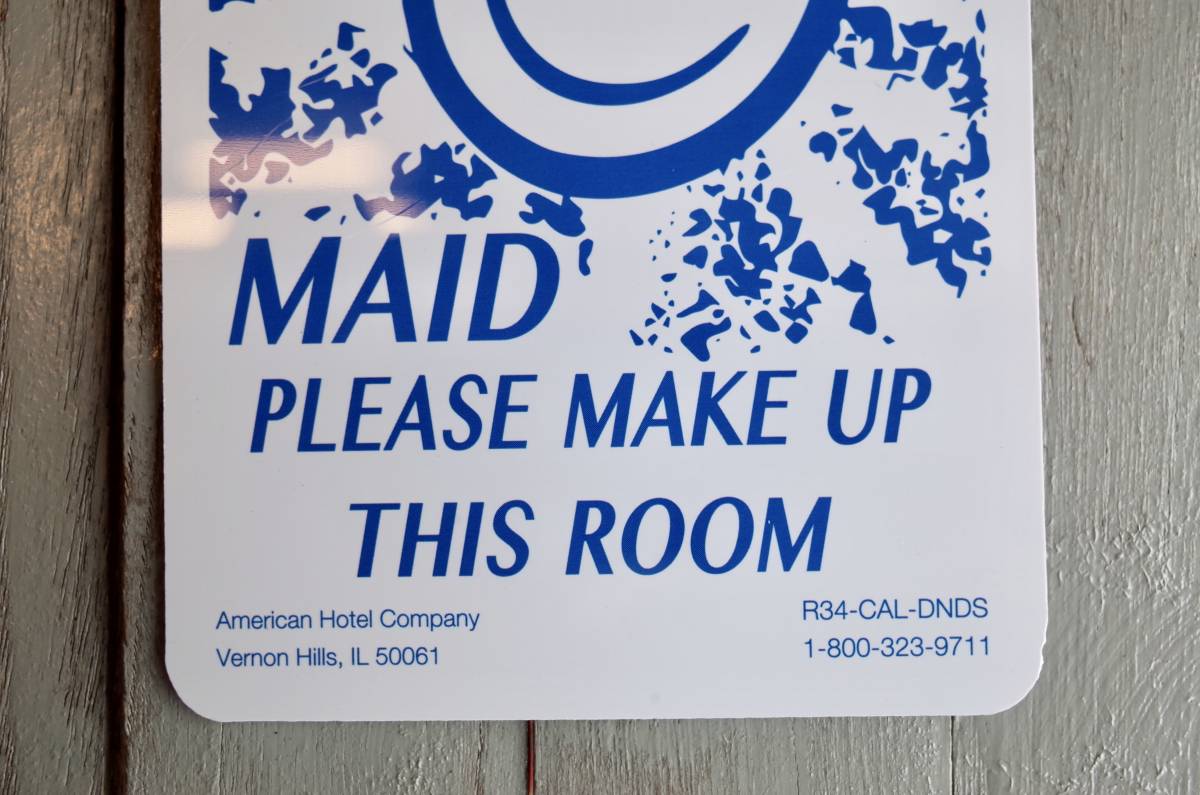 MAID
PLEASE MAKE UP
THIS ROOM
American Hotel Company
Vernon Hills, IL 50061
R34-CAL-DNDS
1-800-323-9711